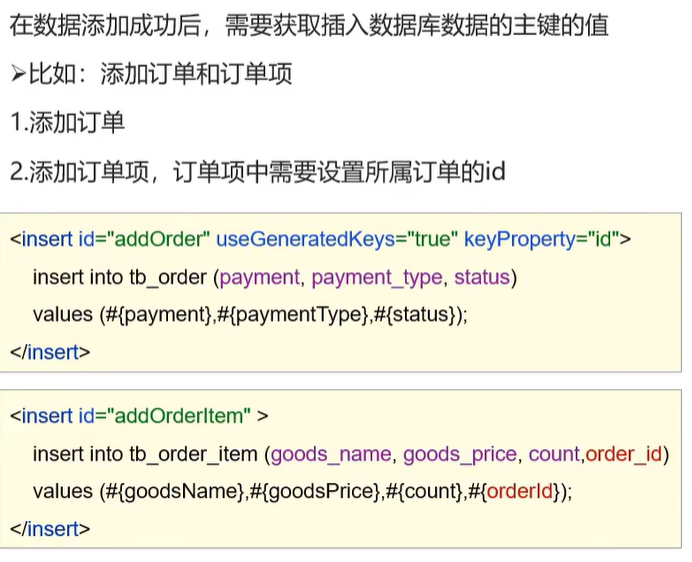 在数据添加成功后，需要获取插入数据库数据的主键的值
➢比如：添加订单和订单项
1.添加订单
2.添加订单项，订单项中需要设置所属订单的id
<insert id="addOrder" useGeneratedKeys="true" keyProperty="id">
insert into tb_order (payment, payment_type, status)
values (#{payment},#{paymentType},#{status});
</insert>
<insert id="addOrderItem" >
insert into tb_order_item (goods_name, goods_price, count,order_id)
values (#{goodsName},#{goodsPrice},#{count},#{orderId});
</insert>